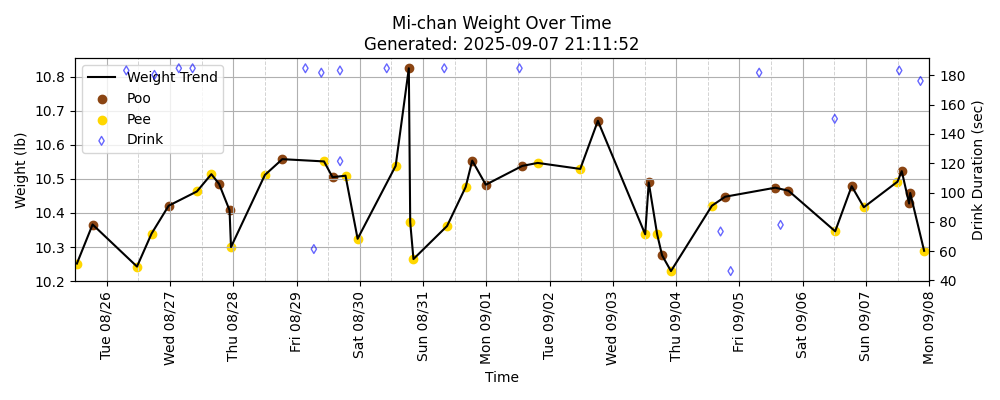 Mi-chan Weight Over Time
Generated: 2025-09-07 21:11:52
Weight (lb)
10.8
10.7
10.6
10.5
10.4
10.3
10.2
Weight Trend
Poo
Pee
Drink
180
160
140
120
100
80
60
40
Drink Duration (sec)
Tue 08/26
Wed 08/27
Thu 08/28
Fri 08/29
Sat 08/30
Sun 08/31
Mon 09/01
Tue 09/02
Wed 09/03
Thu 09/04
Fri 09/05
Sat 09/06
Sun 09/07
Mon 09/08
Time